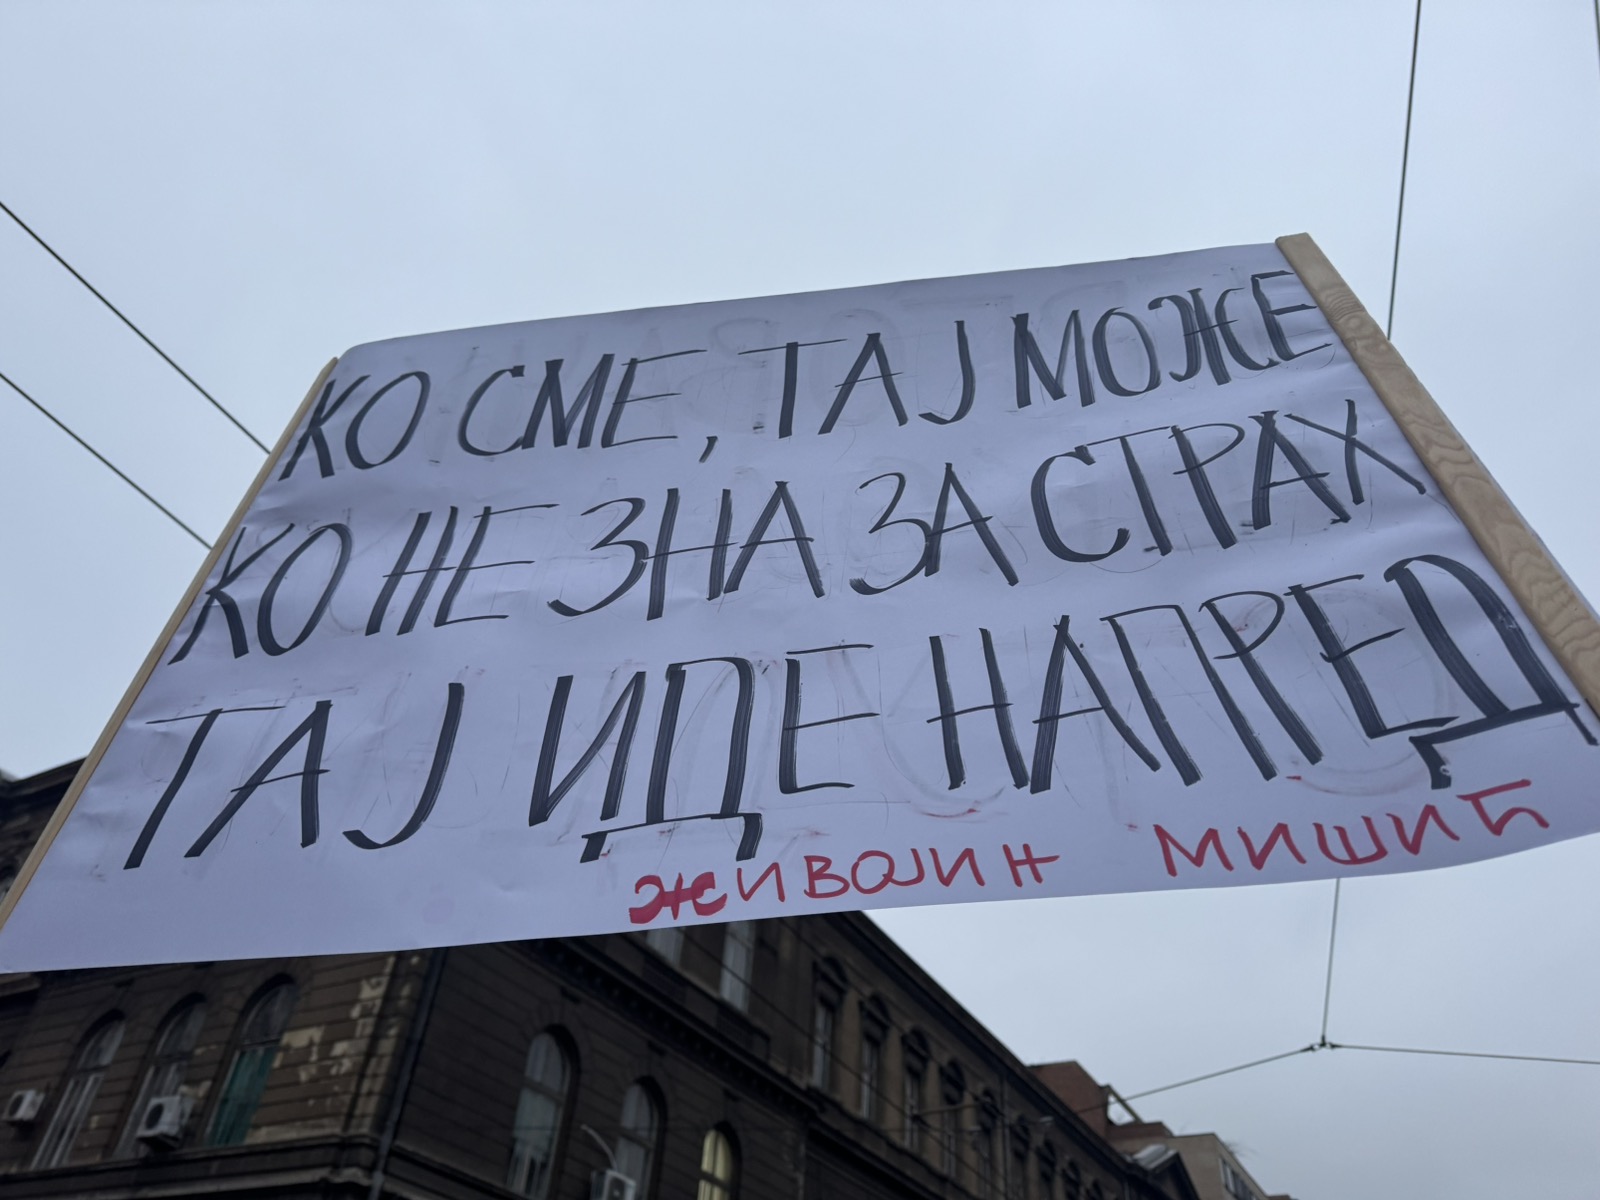 КО СМЕ, ТАЈ МОЖЕ
КО НЕ ЗНА ЗА СТРАХ
ТАЈ ИДЕ НАПРЕД
ЖИВОЈИН МИШИЋ